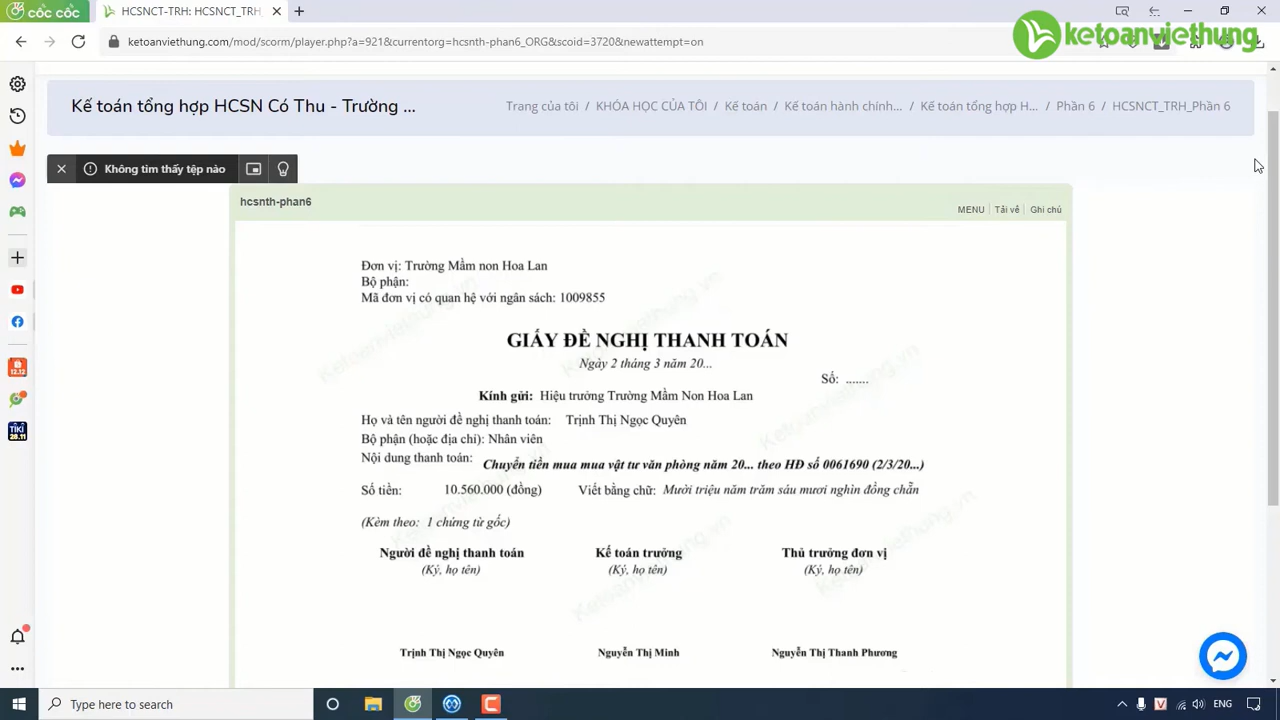 cốc cốc
HCSNCT-TRH: HCSNCT_TRH
ketoanviethung
ketoanviethung.com/mod/scorm/player.php?a=321&currentorg=hcsnth-phan6_ORG&scoid=3720&newattempt=on
Kế toán tổng hợp HCSN Có Thu - Trường ...
Trang của tôi / KHÓA HỌC CỦA TÔI / Kế toán / Kế toán hành chính... / Kế toán tổng hợp H... / Phần 6 / HCSNCT_TRH_Phần 6
Không tìm thấy tệp nào
hcsnth-phan6
MENU Tải về Ghi chú
Đơn vị: Trường Mầm non Hoa Lan
Bộ phận:
Mã đơn vị có quan hệ với ngân sách: 1009855
GIẤY ĐỀ NGHỊ THANH TOÁN
Ngày 2 tháng 3 năm 20...
Số: .......
Kính gửi: Hiệu trưởng Trường Mầm Non Hoa Lan
Họ và tên người đề nghị thanh toán: Trịnh Thị Ngọc Quyên
Bộ phận (hoặc địa chỉ): Nhân viên
Nội dung thanh toán: Chuyển tiền mua mua vật tư văn phòng năm 20... theo HĐ số 0061690 (2/3/20...)
Số tiền: 10.560.000 (đồng) Viết bằng chữ: Mười triệu năm trăm sáu mươi nghìn đồng chẵn
(Kèm theo: 1 chứng từ gốc)
Người đề nghị thanh toán Kế toán trưởng Thủ trưởng đơn vị
(Ký, họ tên) (Ký, họ tên) (Ký, họ tên)
Trịnh Thị Ngọc Quyên Nguyễn Thị Minh Nguyễn Thị Thanh Phương
Ketoanviethung.vn
12.12
TIKI
28.11
Type here to search
V
ENG